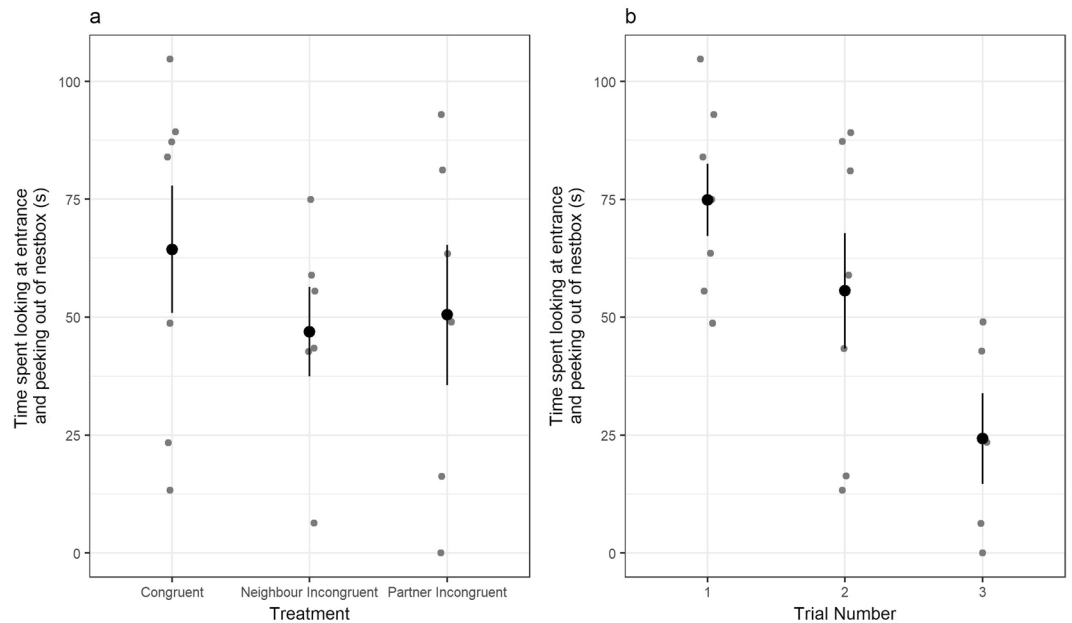 a
Time spent looking at entrance
and peeking out of nestbox (s)
100
75
50
25
0
Congruent
Neighbour Incongruent
Partner Incongruent
Treatment
b
Time spent looking at entrance
and peeking out of nestbox (s)
100
75
50
25
0
1
2
3
Trial Number